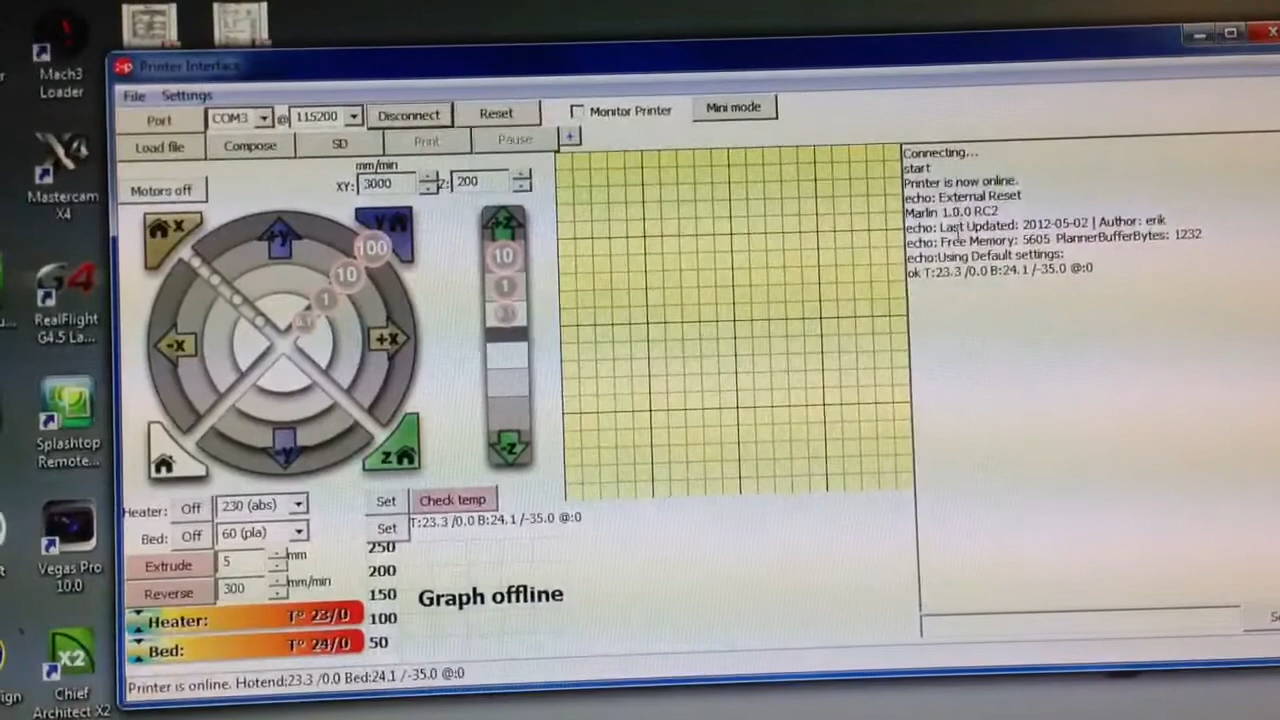 Mach3
Loader
Mastercam
X4
RealFlight
G4.5 La...
Splashtop
Remote...
Vegas Pro
10.0
X2
Chief
Architect X2
Printer Interface
File Settings
Port COM3 @ 115200 Disconnect Reset Monitor Printer Mini mode
Load file Compose SD Print Pause +
mm/min
Motors off XY: 3000 Z: 200
X +y y +z
100
10
1
0.1
10
1
0.1
-x +x
-y z -z
Heater: Off 230 (abs) Set Check temp
Bed: Off 60 (pla) Set T:23.3 /0.0 B:24.1 /-35.0 @:0
Extrude 5 mm
Reverse 300 mm/min
250
200
150
100
50
Graph offline
Heater: T° 23/0
Bed: T° 24/0
Printer is online. Hotend:23.3 /0.0 Bed:24.1 /-35.0 @:0
Connecting...
start
Printer is now online.
echo: External Reset
Marlin 1.0.0 RC2
echo: Last Updated: 2012-05-02 | Author: erik
echo: Free Memory: 5605 PlannerBufferBytes: 1232
echo:Using Default settings:
ok T:23.3 /0.0 B:24.1 /-35.0 @:0